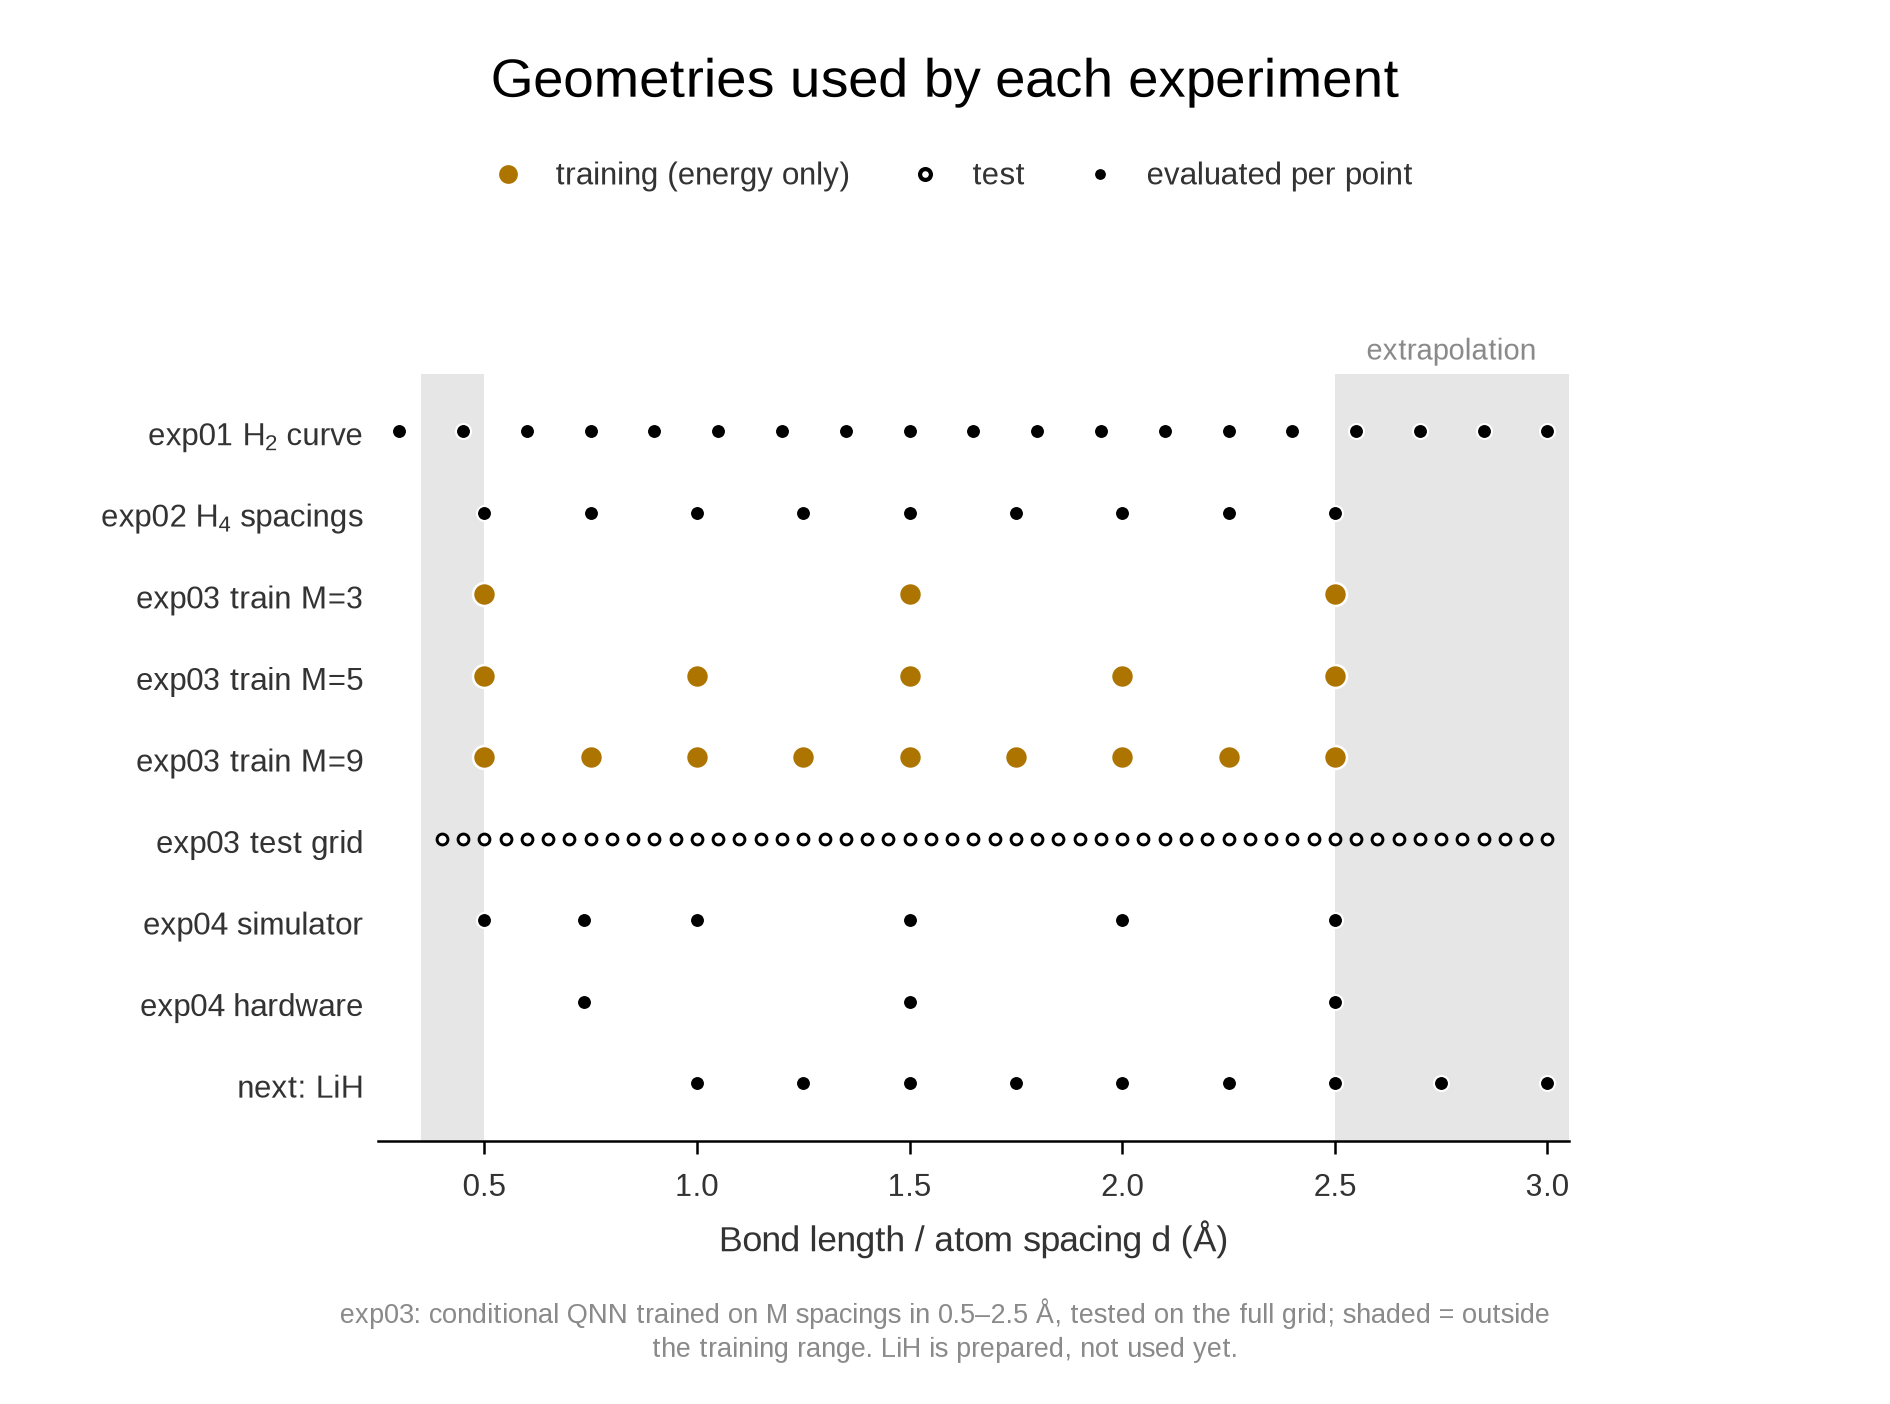 Geometries used by each experiment
training (energy only) test evaluated per point
extrapolation
exp01 H₂ curve
exp02 H₄ spacings
exp03 train M=3
exp03 train M=5
exp03 train M=9
exp03 test grid
exp04 simulator
exp04 hardware
next: LiH
0.5 1.0 1.5 2.0 2.5 3.0
Bond length / atom spacing d (Å)
exp03: conditional QNN trained on M spacings in 0.5–2.5 Å, tested on the full grid; shaded = outside
the training range. LiH is prepared, not used yet.